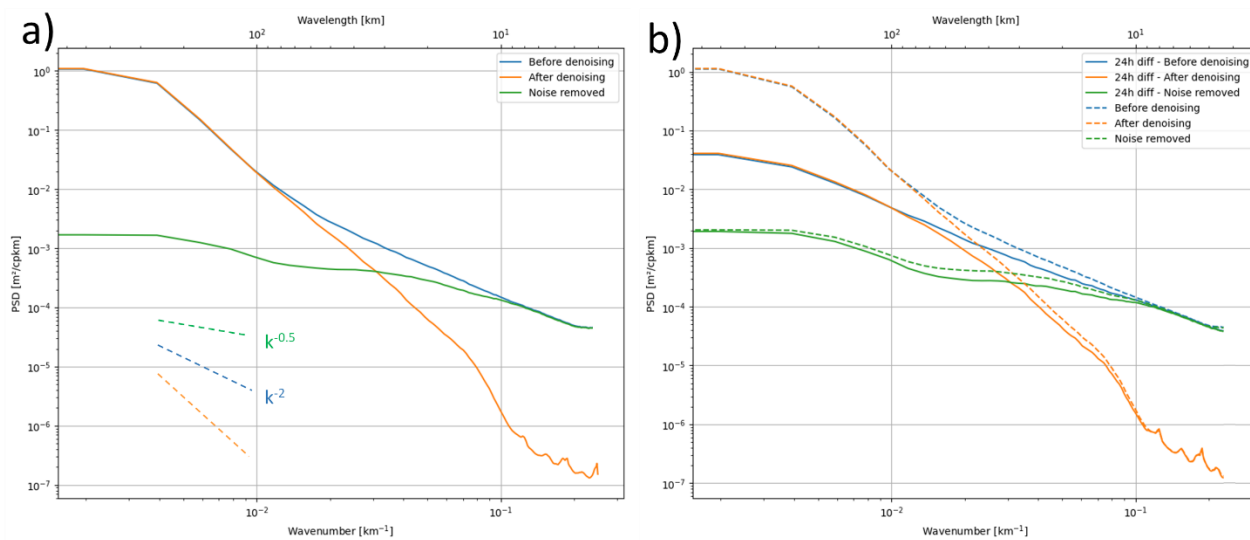 a)
Wavelength [km]
10²
10¹
Before denoising
After denoising
Noise removed
10⁰
10⁻¹
10⁻²
10⁻³
10⁻⁴
10⁻⁵
10⁻⁶
10⁻⁷
PSD [m²/cpkm]
k⁻⁰·⁵
k⁻²
10⁻²
10⁻¹
Wavenumber [km⁻¹]
b)
Wavelength [km]
10²
10¹
24h diff - Before denoising
24h diff - After denoising
24h diff - Noise removed
Before denoising
After denoising
Noise removed
10⁰
10⁻¹
10⁻²
10⁻³
10⁻⁴
10⁻⁵
10⁻⁶
10⁻⁷
PSD [m²/cpkm]
10⁻²
10⁻¹
Wavenumber [km⁻¹]